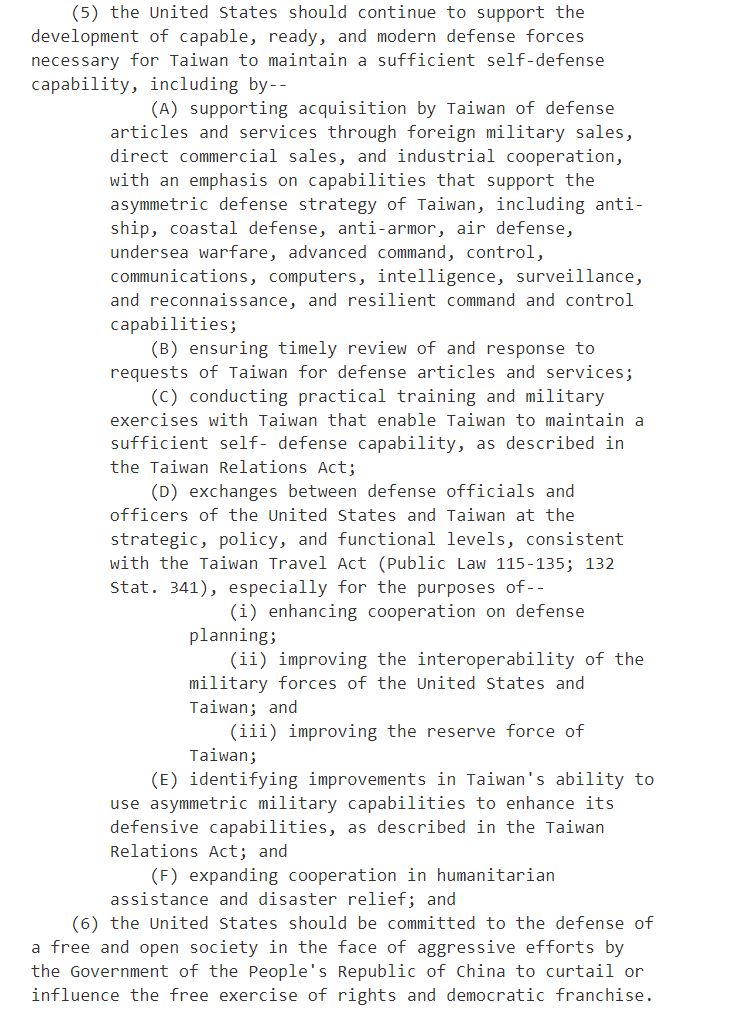 (5) the United States should continue to support the
development of capable, ready, and modern defense forces
necessary for Taiwan to maintain a sufficient self-defense
capability, including by--
(A) supporting acquisition by Taiwan of defense
articles and services through foreign military sales,
direct commercial sales, and industrial cooperation,
with an emphasis on capabilities that support the
asymmetric defense strategy of Taiwan, including anti-
ship, coastal defense, anti-armor, air defense,
undersea warfare, advanced command, control,
communications, computers, intelligence, surveillance,
and reconnaissance, and resilient command and control
capabilities;
(B) ensuring timely review of and response to
requests of Taiwan for defense articles and services;
(C) conducting practical training and military
exercises with Taiwan that enable Taiwan to maintain a
sufficient self- defense capability, as described in
the Taiwan Relations Act;
(D) exchanges between defense officials and
officers of the United States and Taiwan at the
strategic, policy, and functional levels, consistent
with the Taiwan Travel Act (Public Law 115-135; 132
Stat. 341), especially for the purposes of--
(i) enhancing cooperation on defense
planning;
(ii) improving the interoperability of the
military forces of the United States and
Taiwan; and
(iii) improving the reserve force of
Taiwan;
(E) identifying improvements in Taiwan's ability to
use asymmetric military capabilities to enhance its
defensive capabilities, as described in the Taiwan
Relations Act; and
(F) expanding cooperation in humanitarian
assistance and disaster relief; and
(6) the United States should be committed to the defense of
a free and open society in the face of aggressive efforts by
the Government of the People's Republic of China to curtail or
influence the free exercise of rights and democratic franchise.